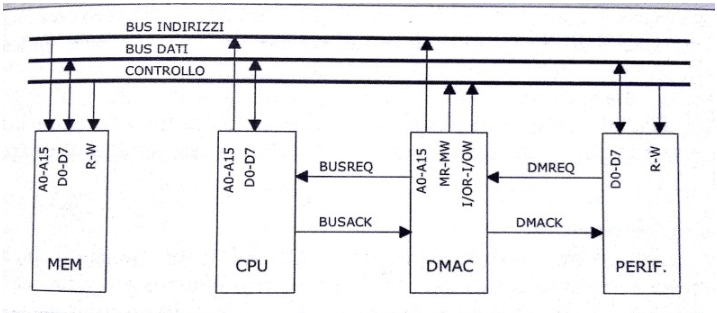 BUS INDIRIZZI
BUS DATI
CONTROLLO
A0-A15
D0-D7
R-W
MEM
A0-A15
D0-D7
CPU
BUSREQ
BUSACK
A0-A15
MR-MW
I/OR-I/OW
DMAC
DMREQ
DMACK
D0-D7
R-W
PERIF.